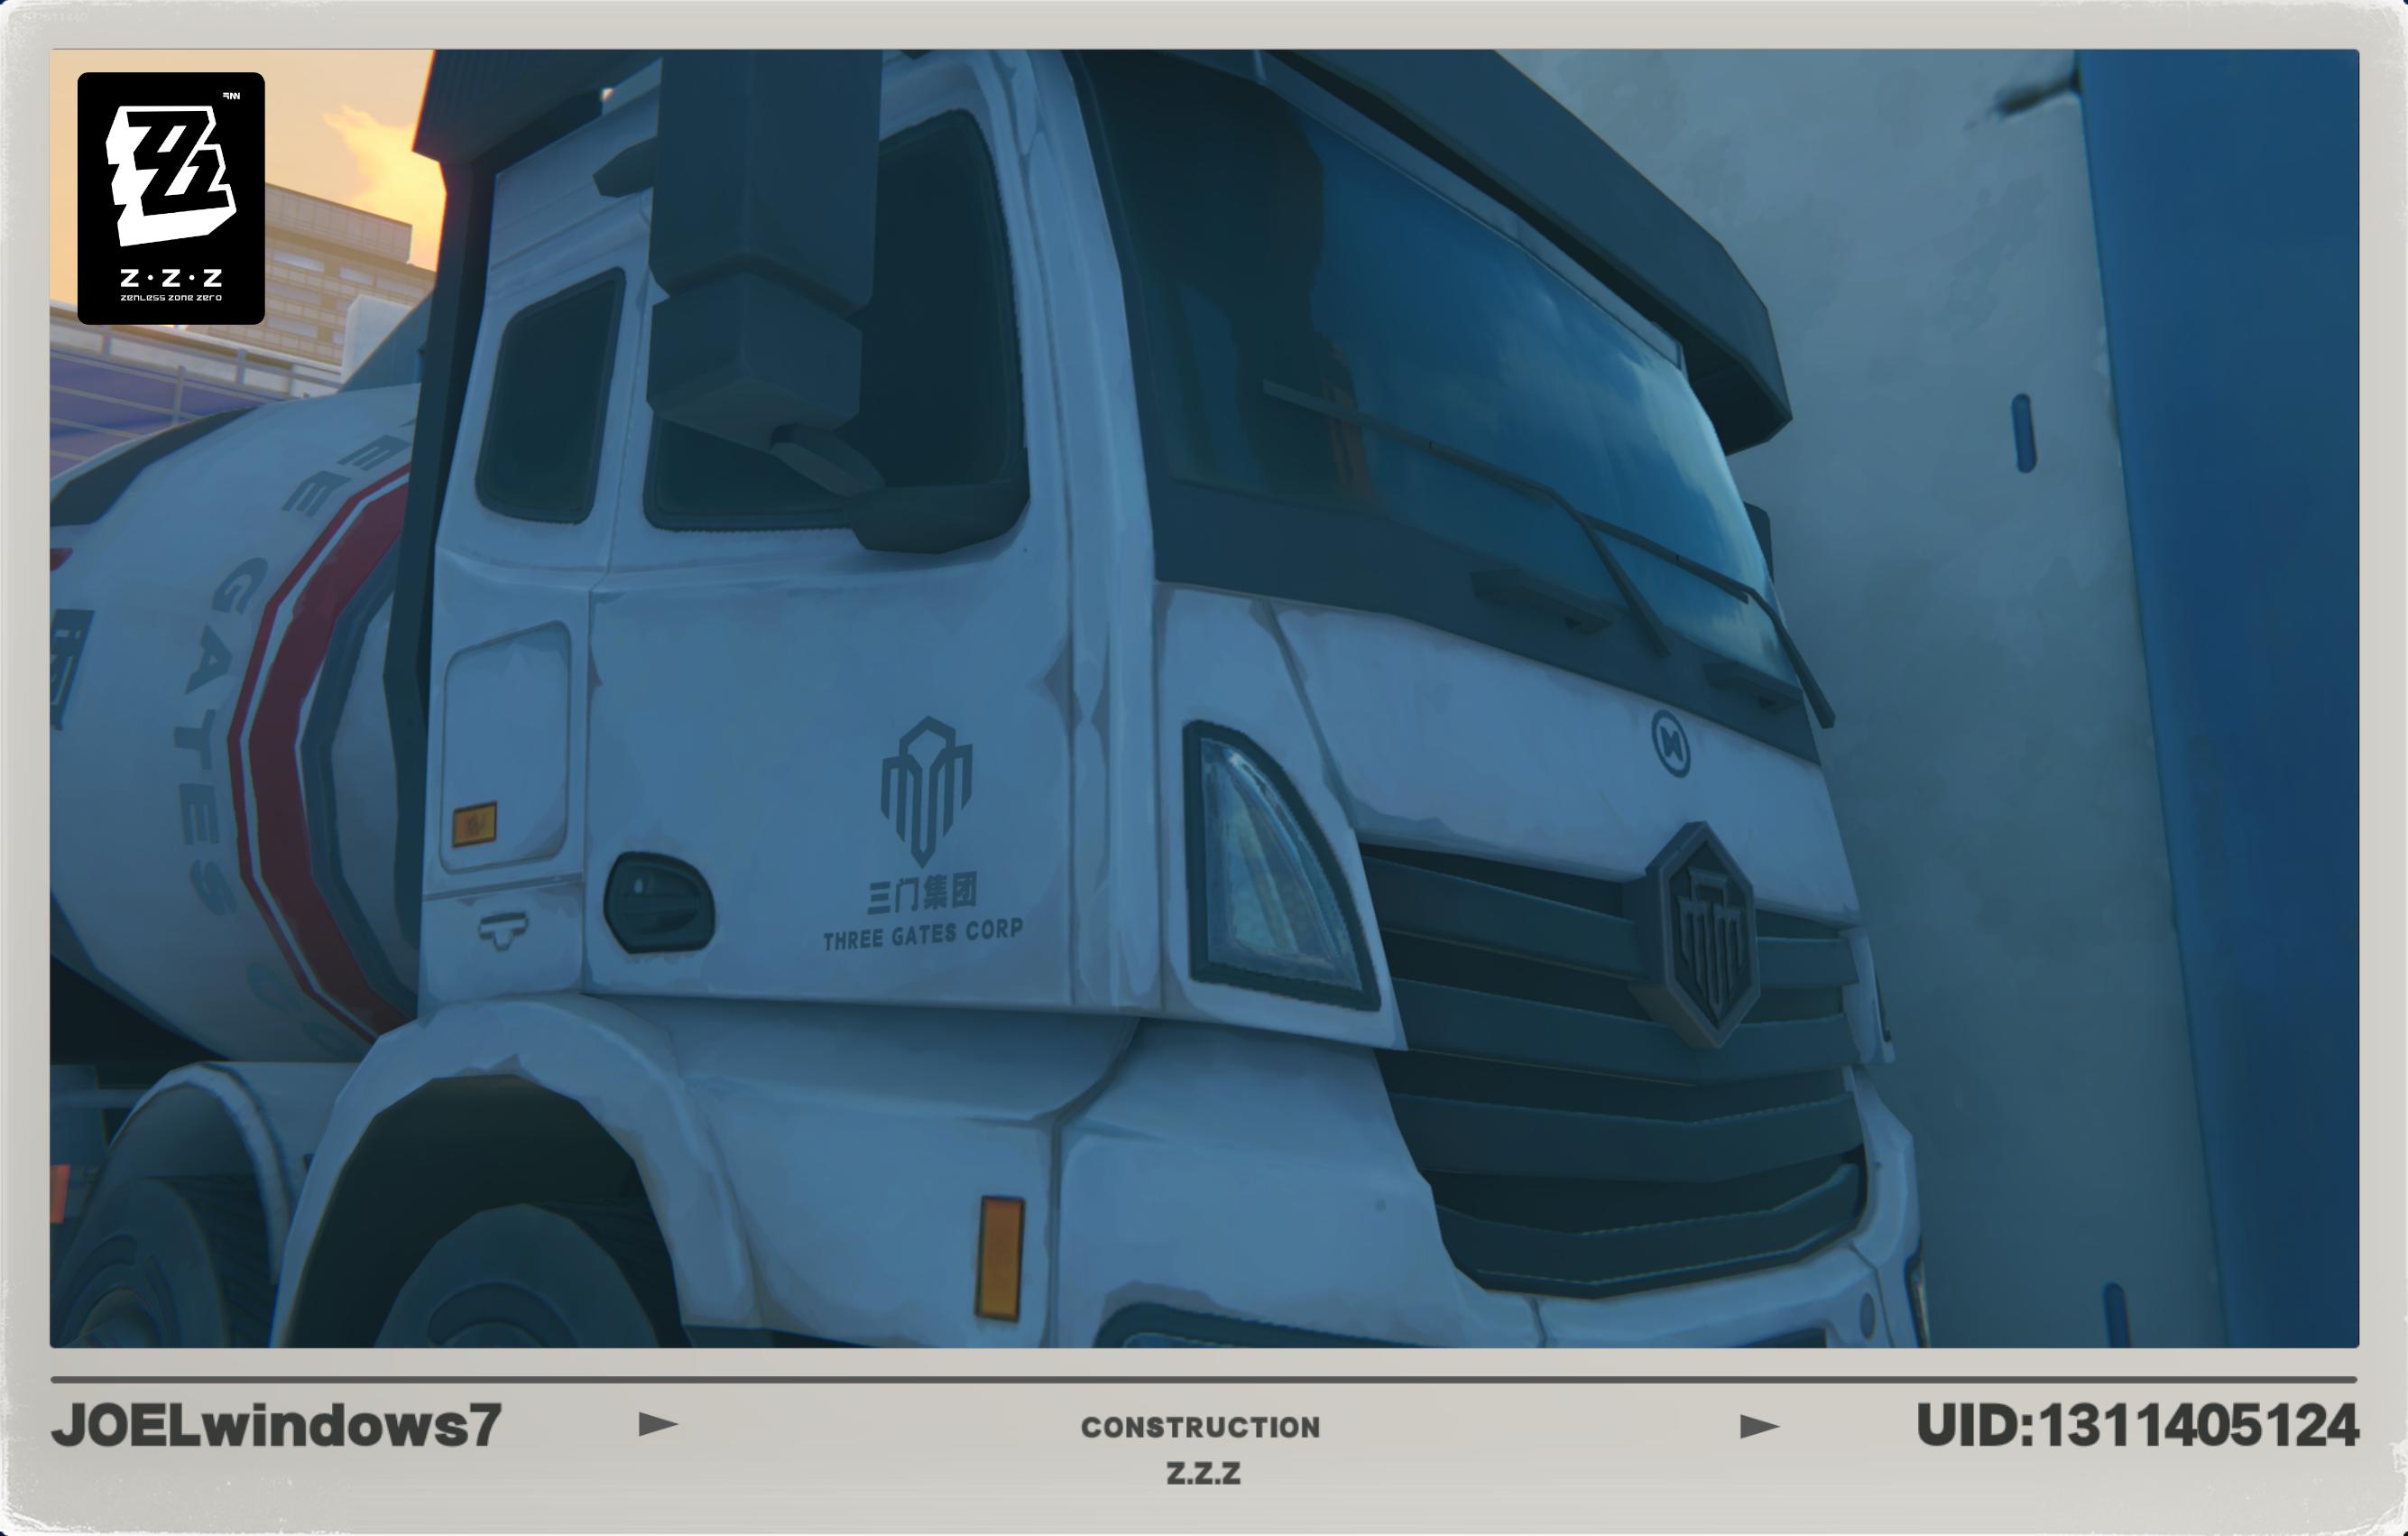 Z·Z·Z
ZENLESS ZONE ZERO
GATES
三门集团
THREE GATES CORP
JOELwindows7
CONSTRUCTION
Z.Z.Z
UID:1311405124